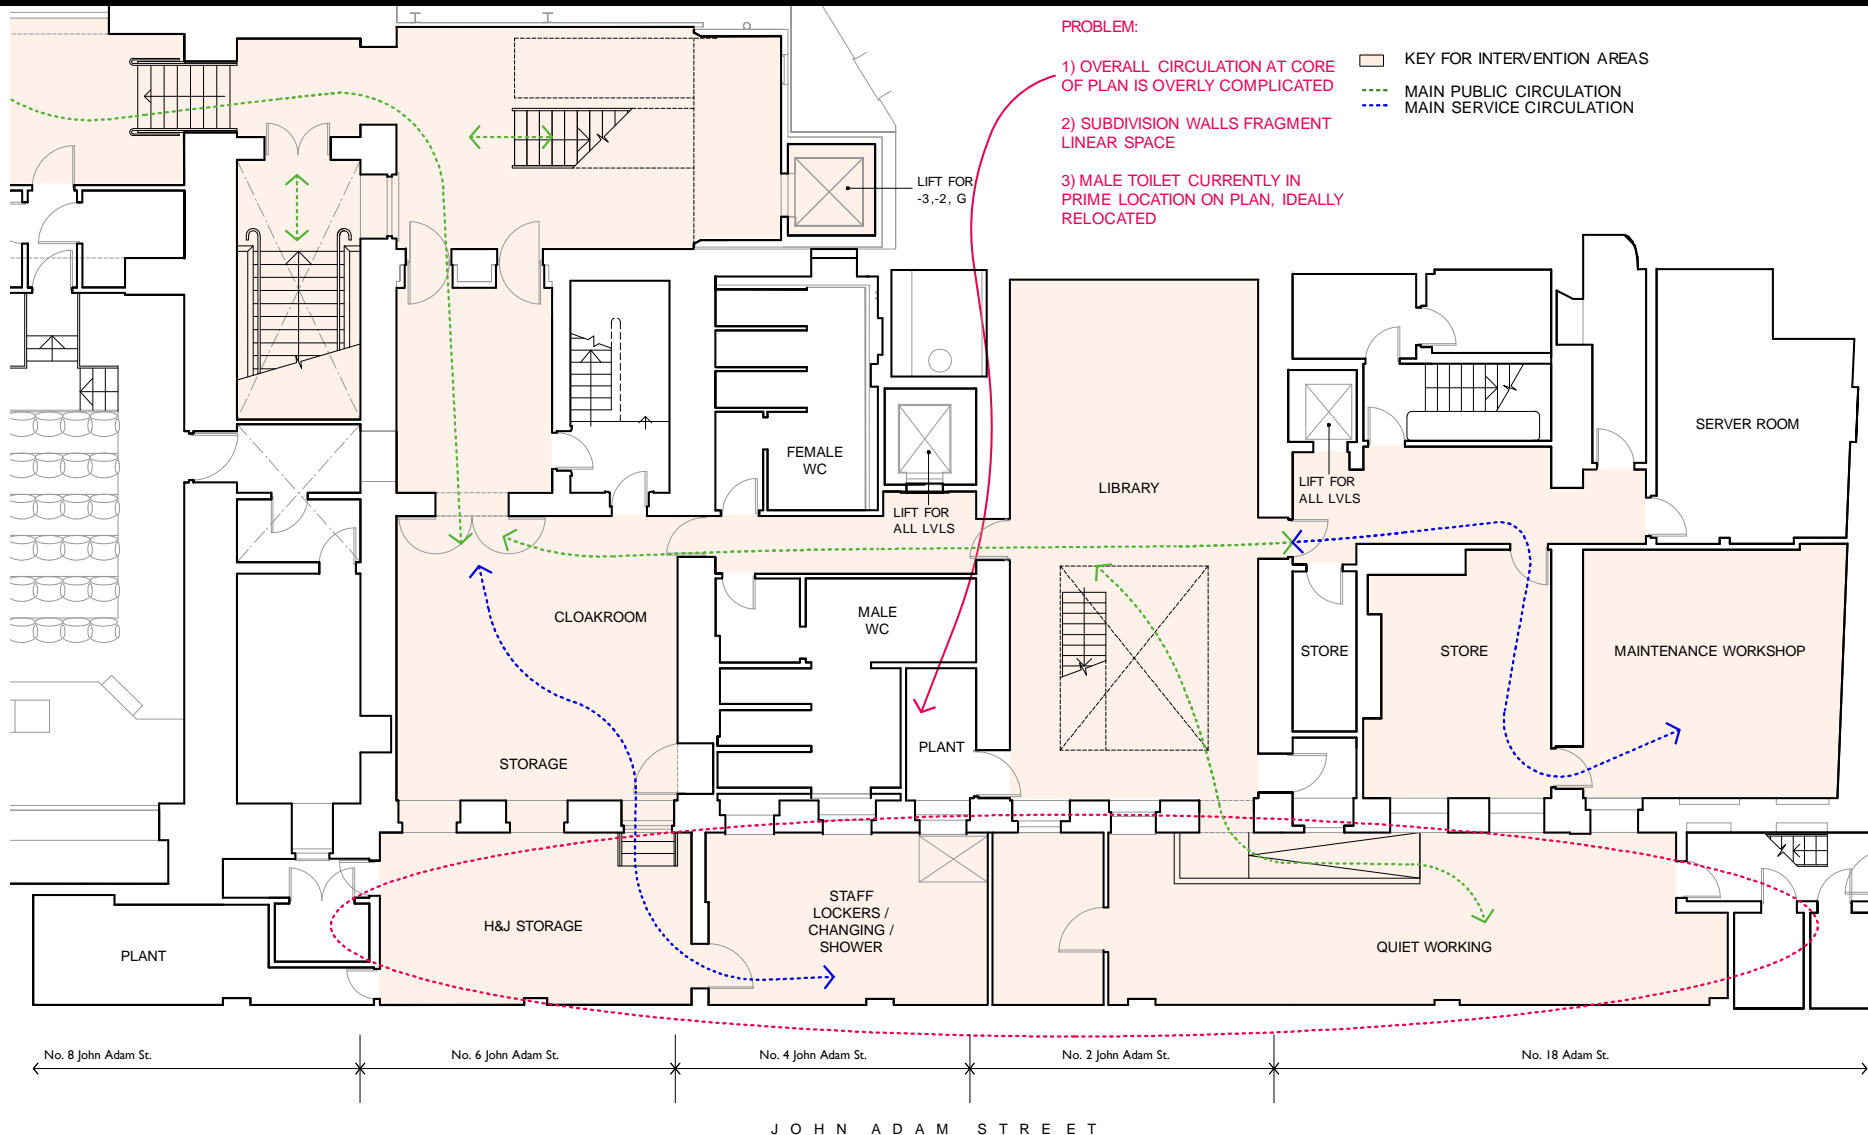 PROBLEM:
1) OVERALL CIRCULATION AT CORE
OF PLAN IS OVERLY COMPLICATED
2) SUBDIVISION WALLS FRAGMENT
LINEAR SPACE
3) MALE TOILET CURRENTLY IN
PRIME LOCATION ON PLAN, IDEALLY
RELOCATED
KEY FOR INTERVENTION AREAS
MAIN PUBLIC CIRCULATION
MAIN SERVICE CIRCULATION
LIFT FOR
-3,-2, G
FEMALE
WC
LIFT FOR
ALL LVLS
LIBRARY
LIFT FOR
ALL LVLS
SERVER ROOM
CLOAKROOM
MALE
WC
STORE
STORE
MAINTENANCE WORKSHOP
STORAGE
PLANT
PLANT
H&J STORAGE
STAFF
LOCKERS /
CHANGING /
SHOWER
QUIET WORKING
No. 8 John Adam St.
No. 6 John Adam St.
No. 4 John Adam St.
No. 2 John Adam St.
No. 18 Adam St.
JOHN ADAM STREET